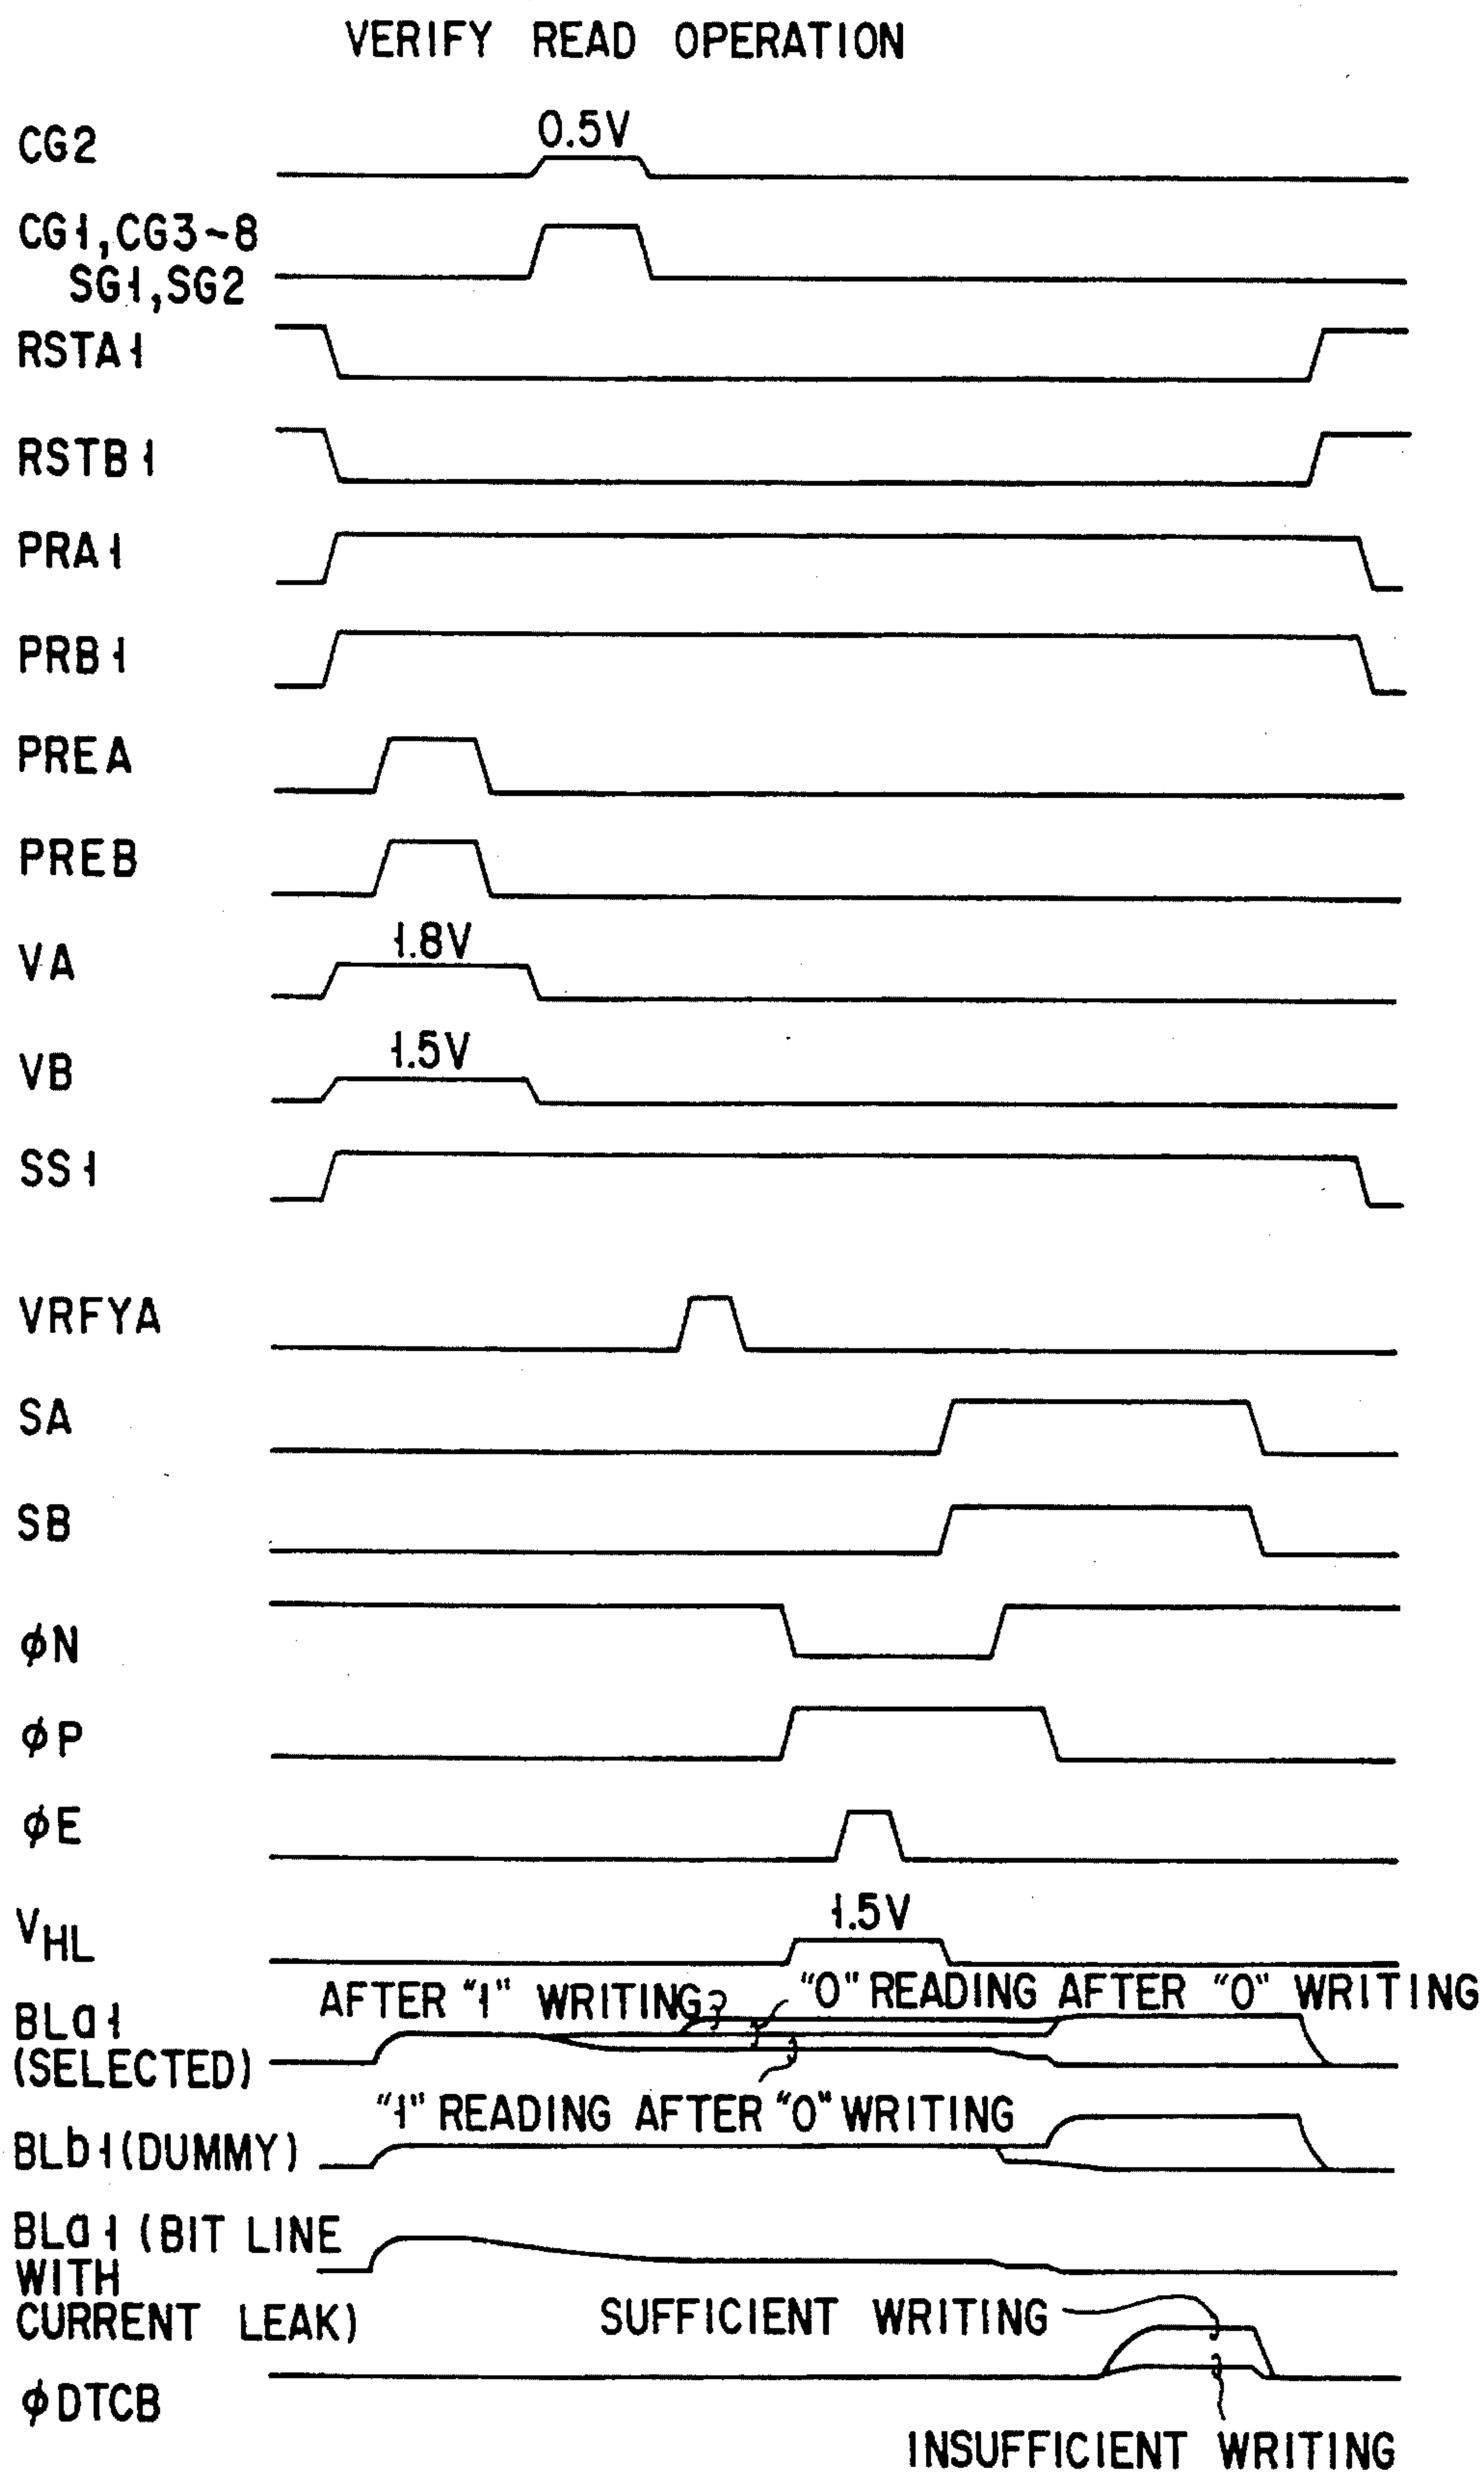 VERIFY READ OPERATION
CG2
0.5V
CG1,CG3~8
SG1,SG2
RSTA1
RSTB1
PRA1
PRB1
PREA
PREB
VA
1.8V
VB
1.5V
SS1
VRFYA
SA
SB
φN
φP
φE
VHL
1.5V
AFTER "1" WRITING
"0" READING AFTER "0" WRITING
BLa1
(SELECTED)
"1" READING AFTER "0" WRITING
BLb1(DUMMY)
BLa1 (BIT LINE
WITH
CURRENT LEAK)
SUFFICIENT WRITING
φDTCB
INSUFFICIENT WRITING